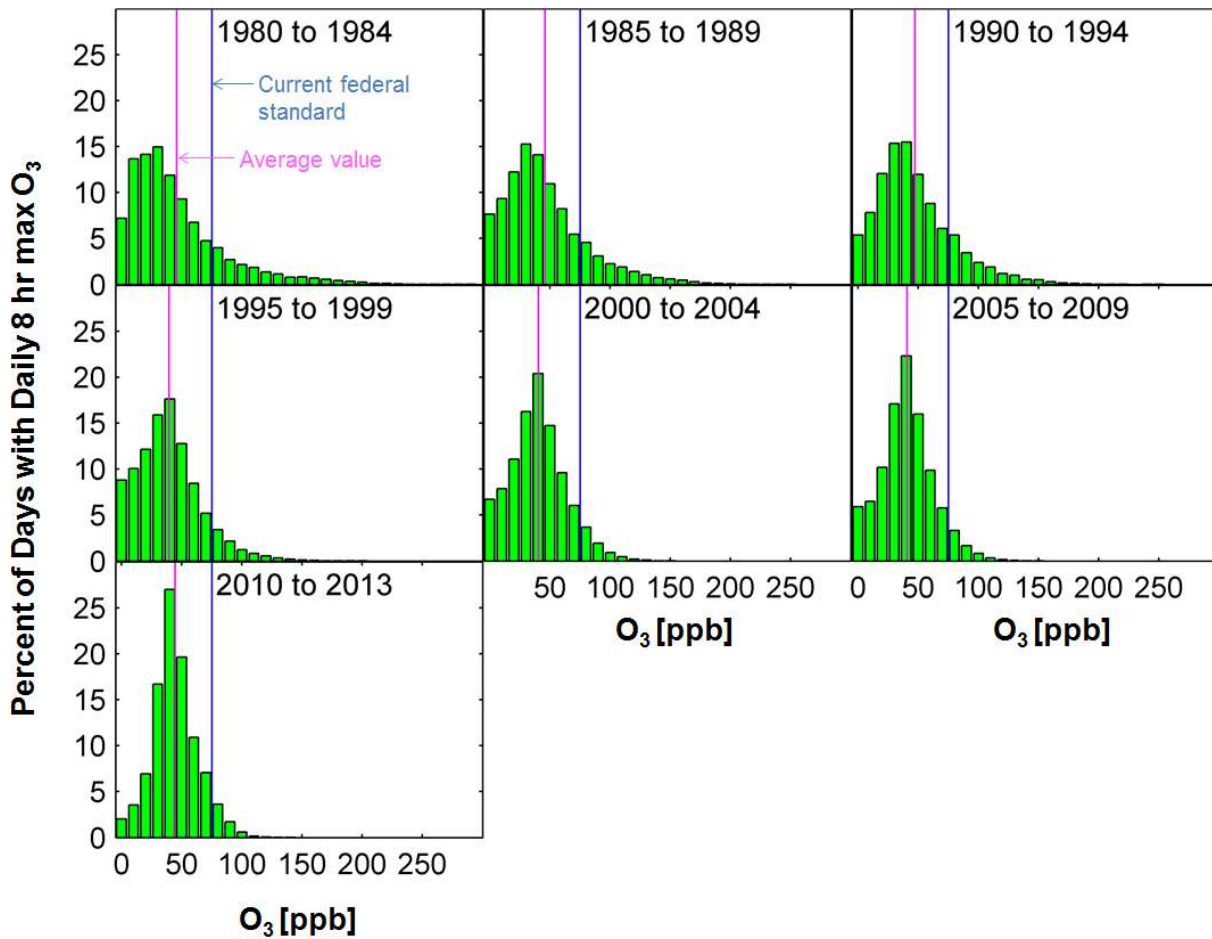 Percent of Days with Daily 8 hr max O3
1980 to 1984
1985 to 1989
1990 to 1994
Current federal
standard
Average value
25
20
15
10
5
0
1995 to 1999
2000 to 2004
2005 to 2009
25
20
15
10
5
0
50 100 150 200 250
0 50 100 150 200 250
O3 [ppb]
O3 [ppb]
2010 to 2013
25
20
15
10
5
0
0 50 100 150 200 250
O3 [ppb]